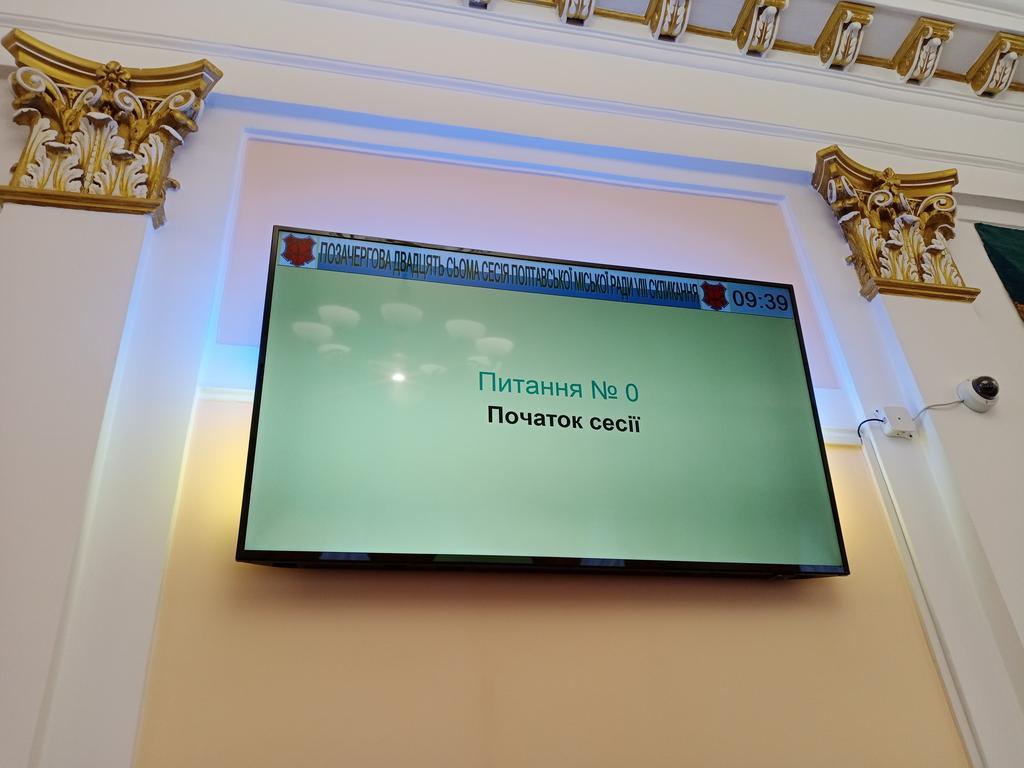 ПОЗАЧЕРГОВА ДВАДЦЯТЬ СЬОМА СЕСІЯ ПОЛТАВСЬКОЇ МІСЬКОЇ РАДИ VIII СКЛИКАННЯ 09:39
Питання № 0
Початок сесії